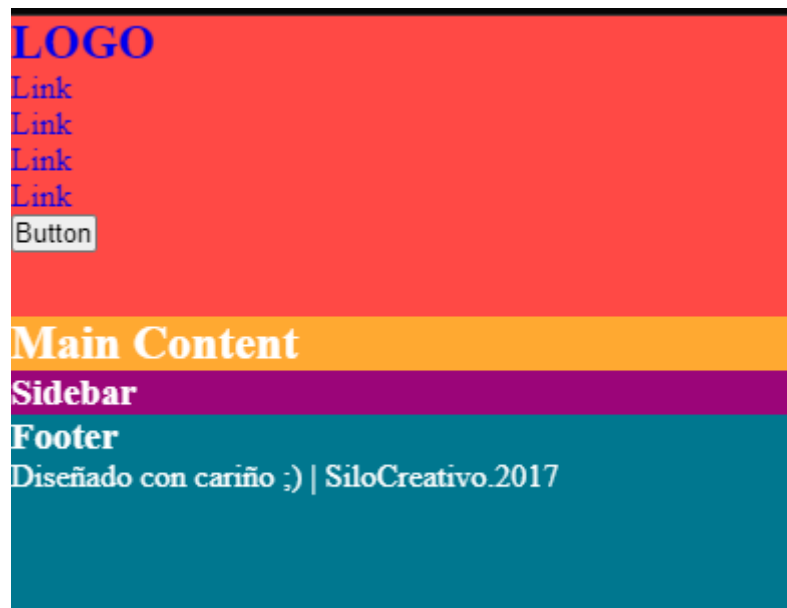 LOGO
Link
Link
Link
Link
Button
Main Content
Sidebar
Footer
Diseñado con cariño ;) | SiloCreativo.2017